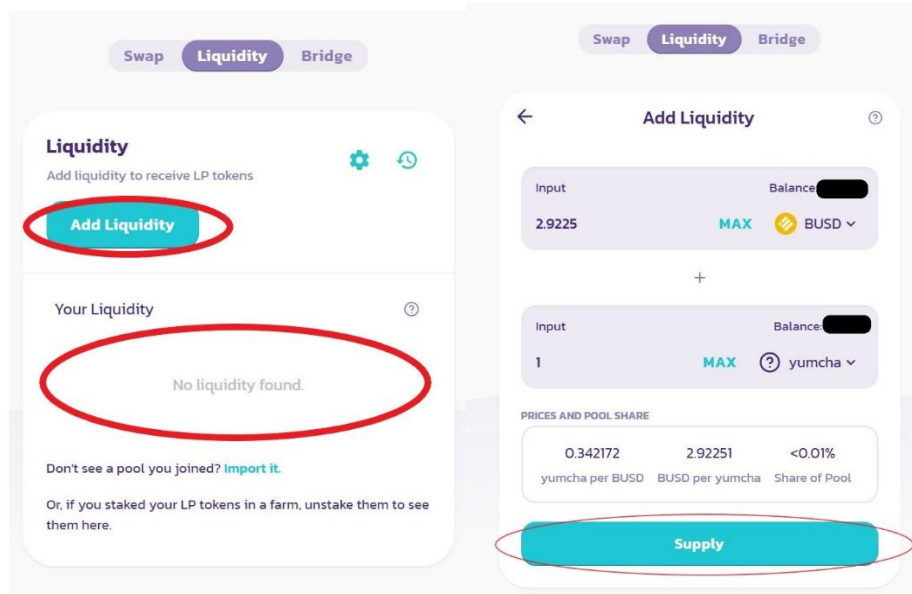 Swap Liquidity Bridge
Liquidity
Add liquidity to receive LP tokens
Add Liquidity
Your Liquidity
No liquidity found.
Don't see a pool you joined? Import it.
Or, if you staked your LP tokens in a farm, unstake them to see
them here.
Swap Liquidity Bridge
Add Liquidity
Input Balance:
2.9225 MAX BUSD
+
Input Balance:
1 MAX yumcha
PRICES AND POOL SHARE
0.342172 2.92251 <0.01%
yumcha per BUSD BUSD per yumcha Share of Pool
Supply